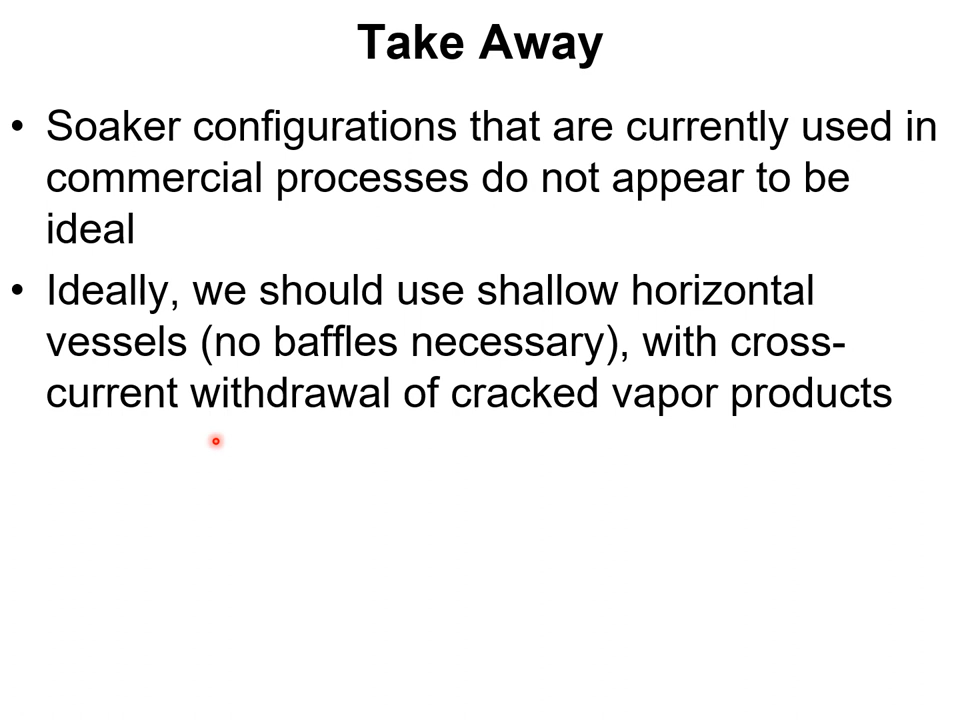 Take Away
• Soaker configurations that are currently used in
commercial processes do not appear to be
ideal
• Ideally, we should use shallow horizontal
vessels (no baffles necessary), with cross-
current withdrawal of cracked vapor products